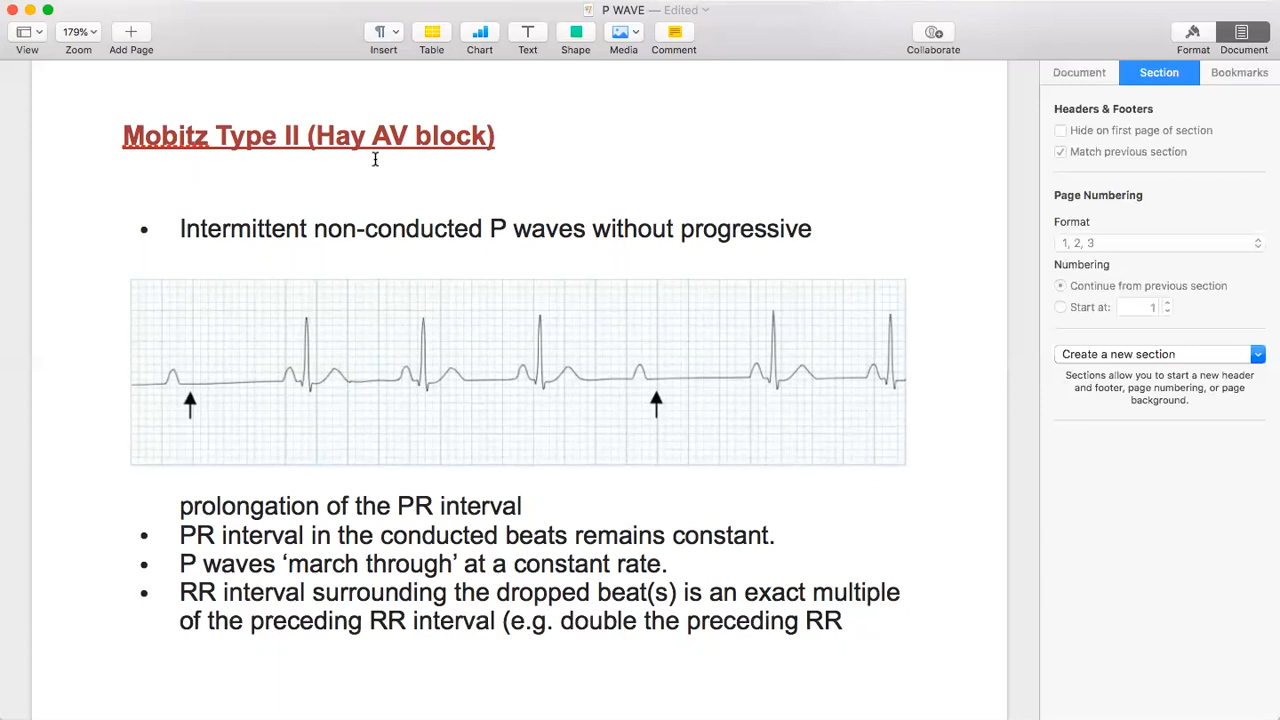 P WAVE — Edited
179%
View
Zoom
Add Page
Insert
Table
Chart
Text
Shape
Media
Comment
Collaborate
Format
Document
Document
Section
Bookmarks
Headers & Footers
Hide on first page of section
Match previous section
Page Numbering
Format
1, 2, 3
Numbering
Continue from previous section
Start at:
1
Create a new section
Sections allow you to start a new header
and footer, page numbering, or page
background.
Mobitz Type II (Hay AV block)
• Intermittent non-conducted P waves without progressive
prolongation of the PR interval
• PR interval in the conducted beats remains constant.
• P waves ‘march through’ at a constant rate.
• RR interval surrounding the dropped beat(s) is an exact multiple
of the preceding RR interval (e.g. double the preceding RR